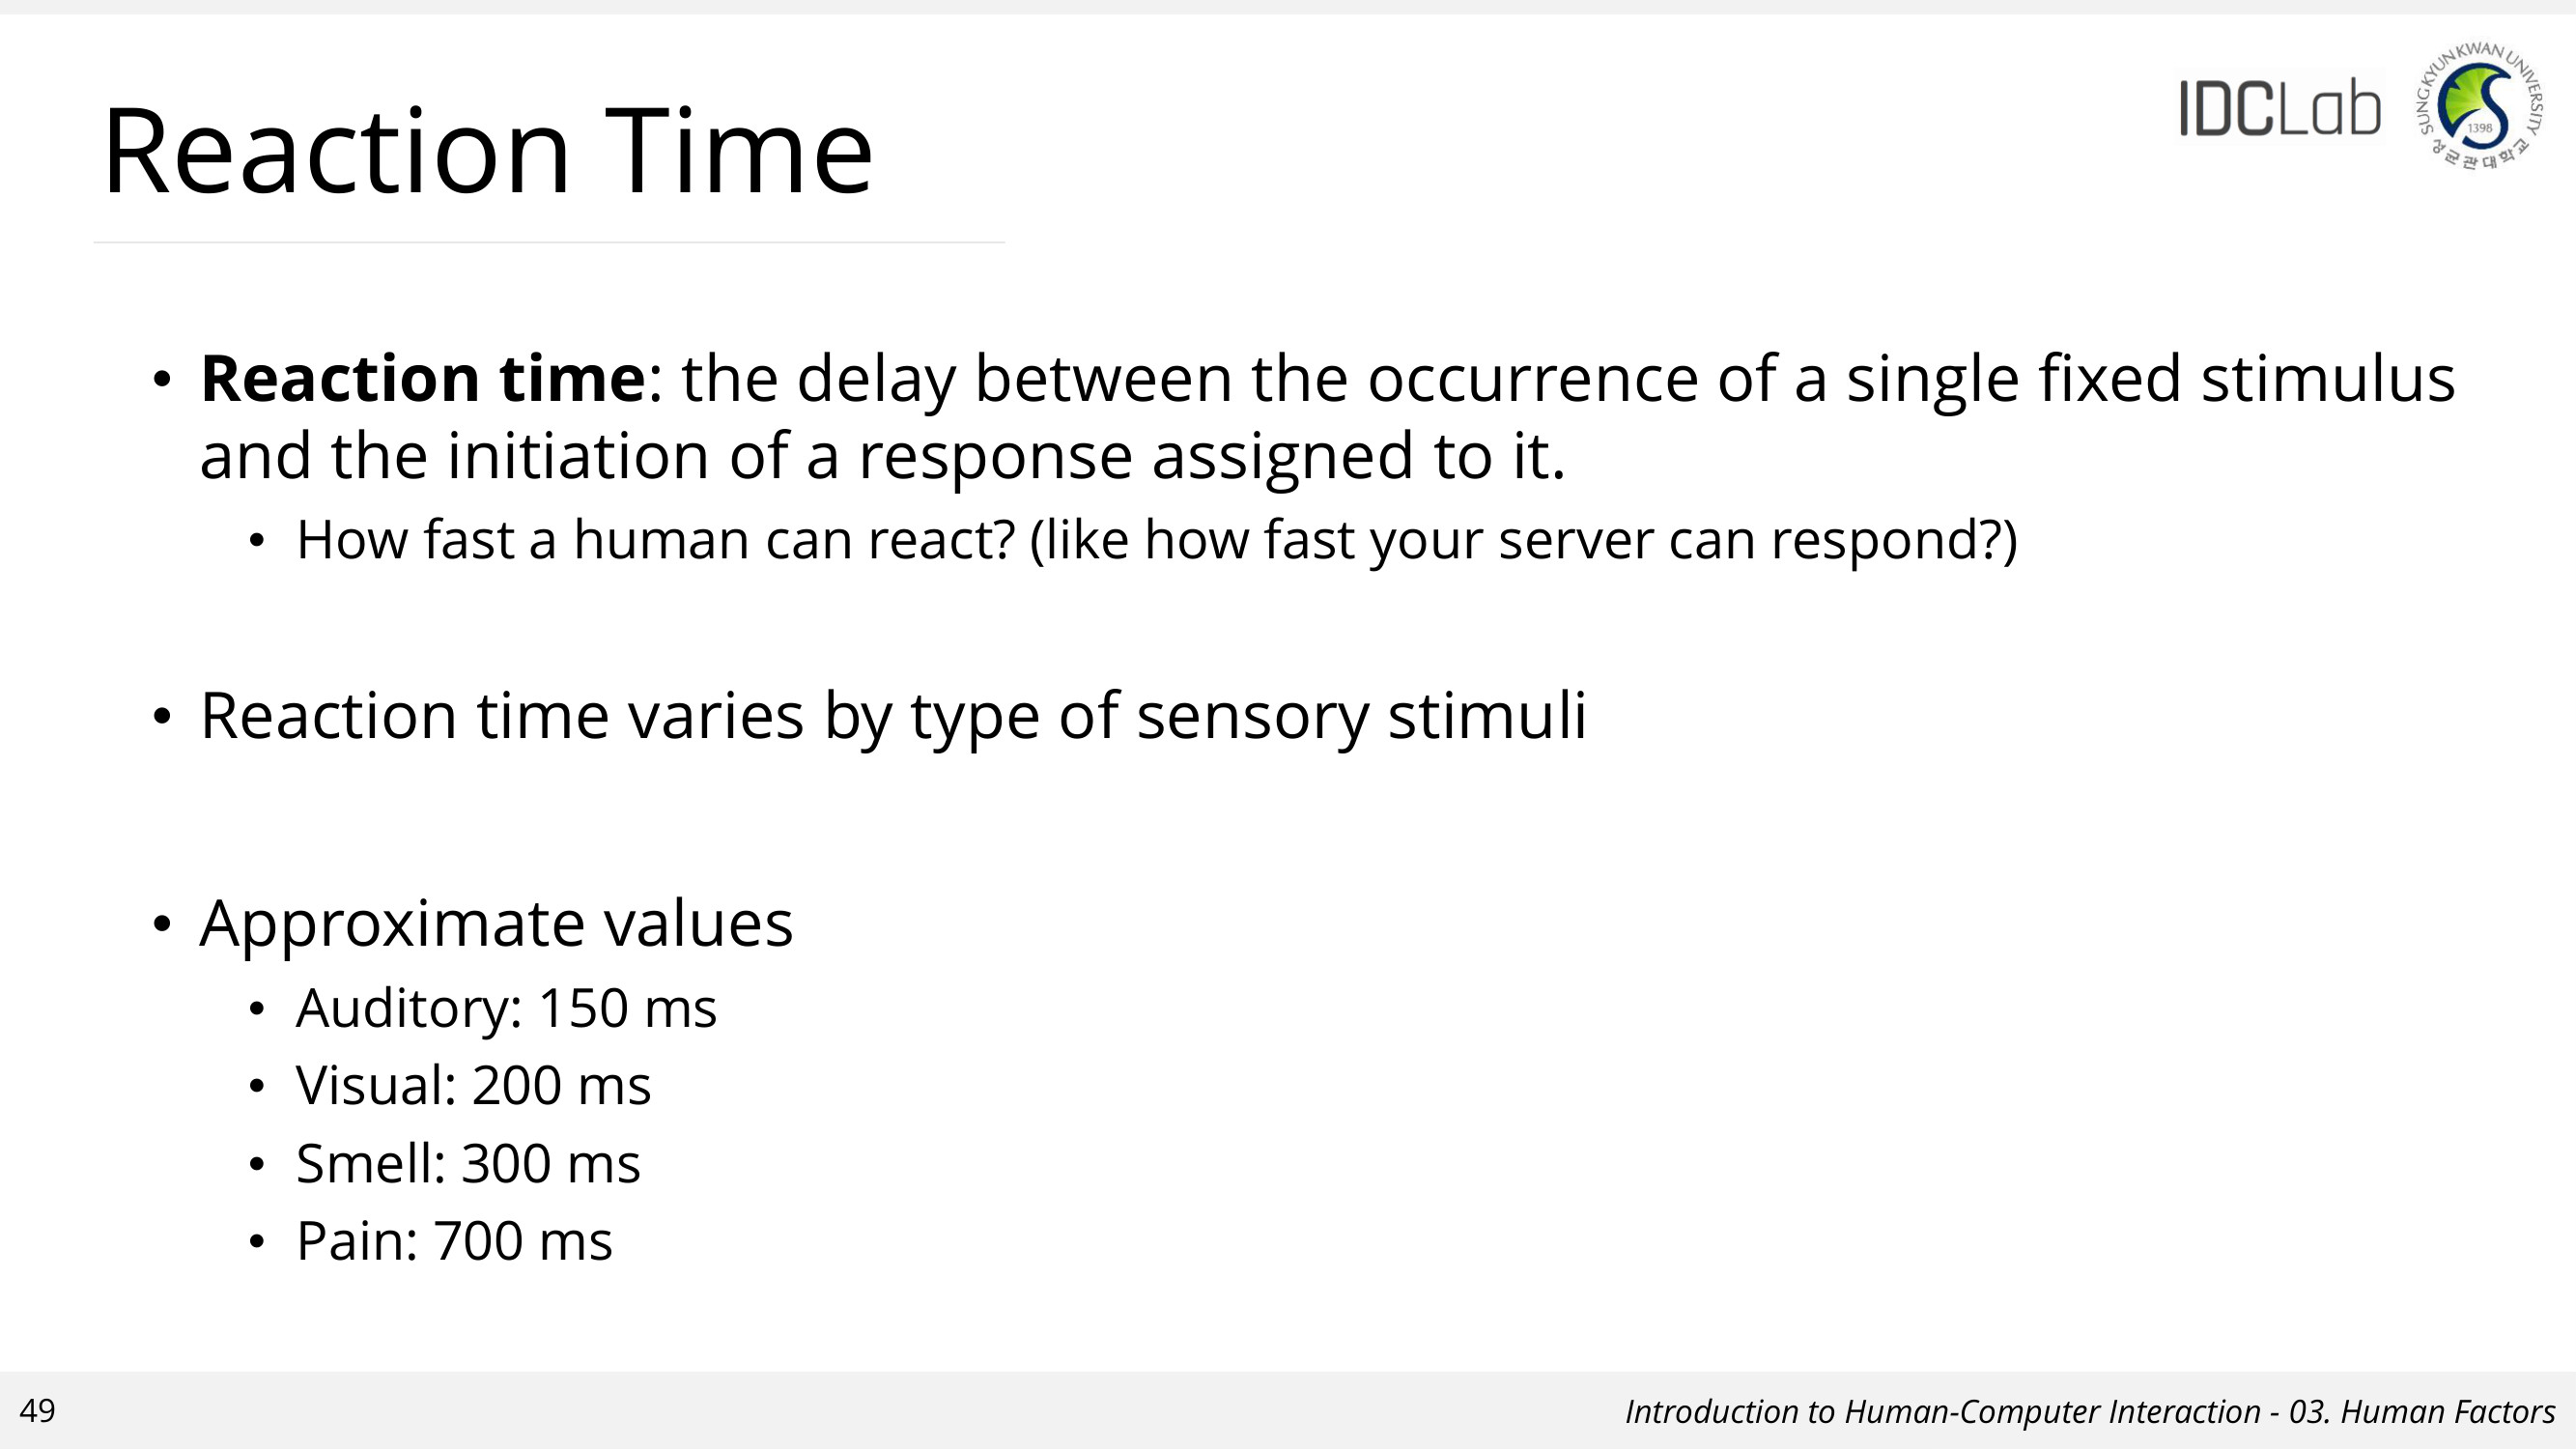 Reaction Time
IDCLab
SUNGKYUNKWAN UNIVERSITY
1398
성균관대학교
• Reaction time: the delay between the occurrence of a single fixed stimulus
and the initiation of a response assigned to it.
• How fast a human can react? (like how fast your server can respond?)
• Reaction time varies by type of sensory stimuli
• Approximate values
• Auditory: 150 ms
• Visual: 200 ms
• Smell: 300 ms
• Pain: 700 ms
49
Introduction to Human-Computer Interaction - 03. Human Factors